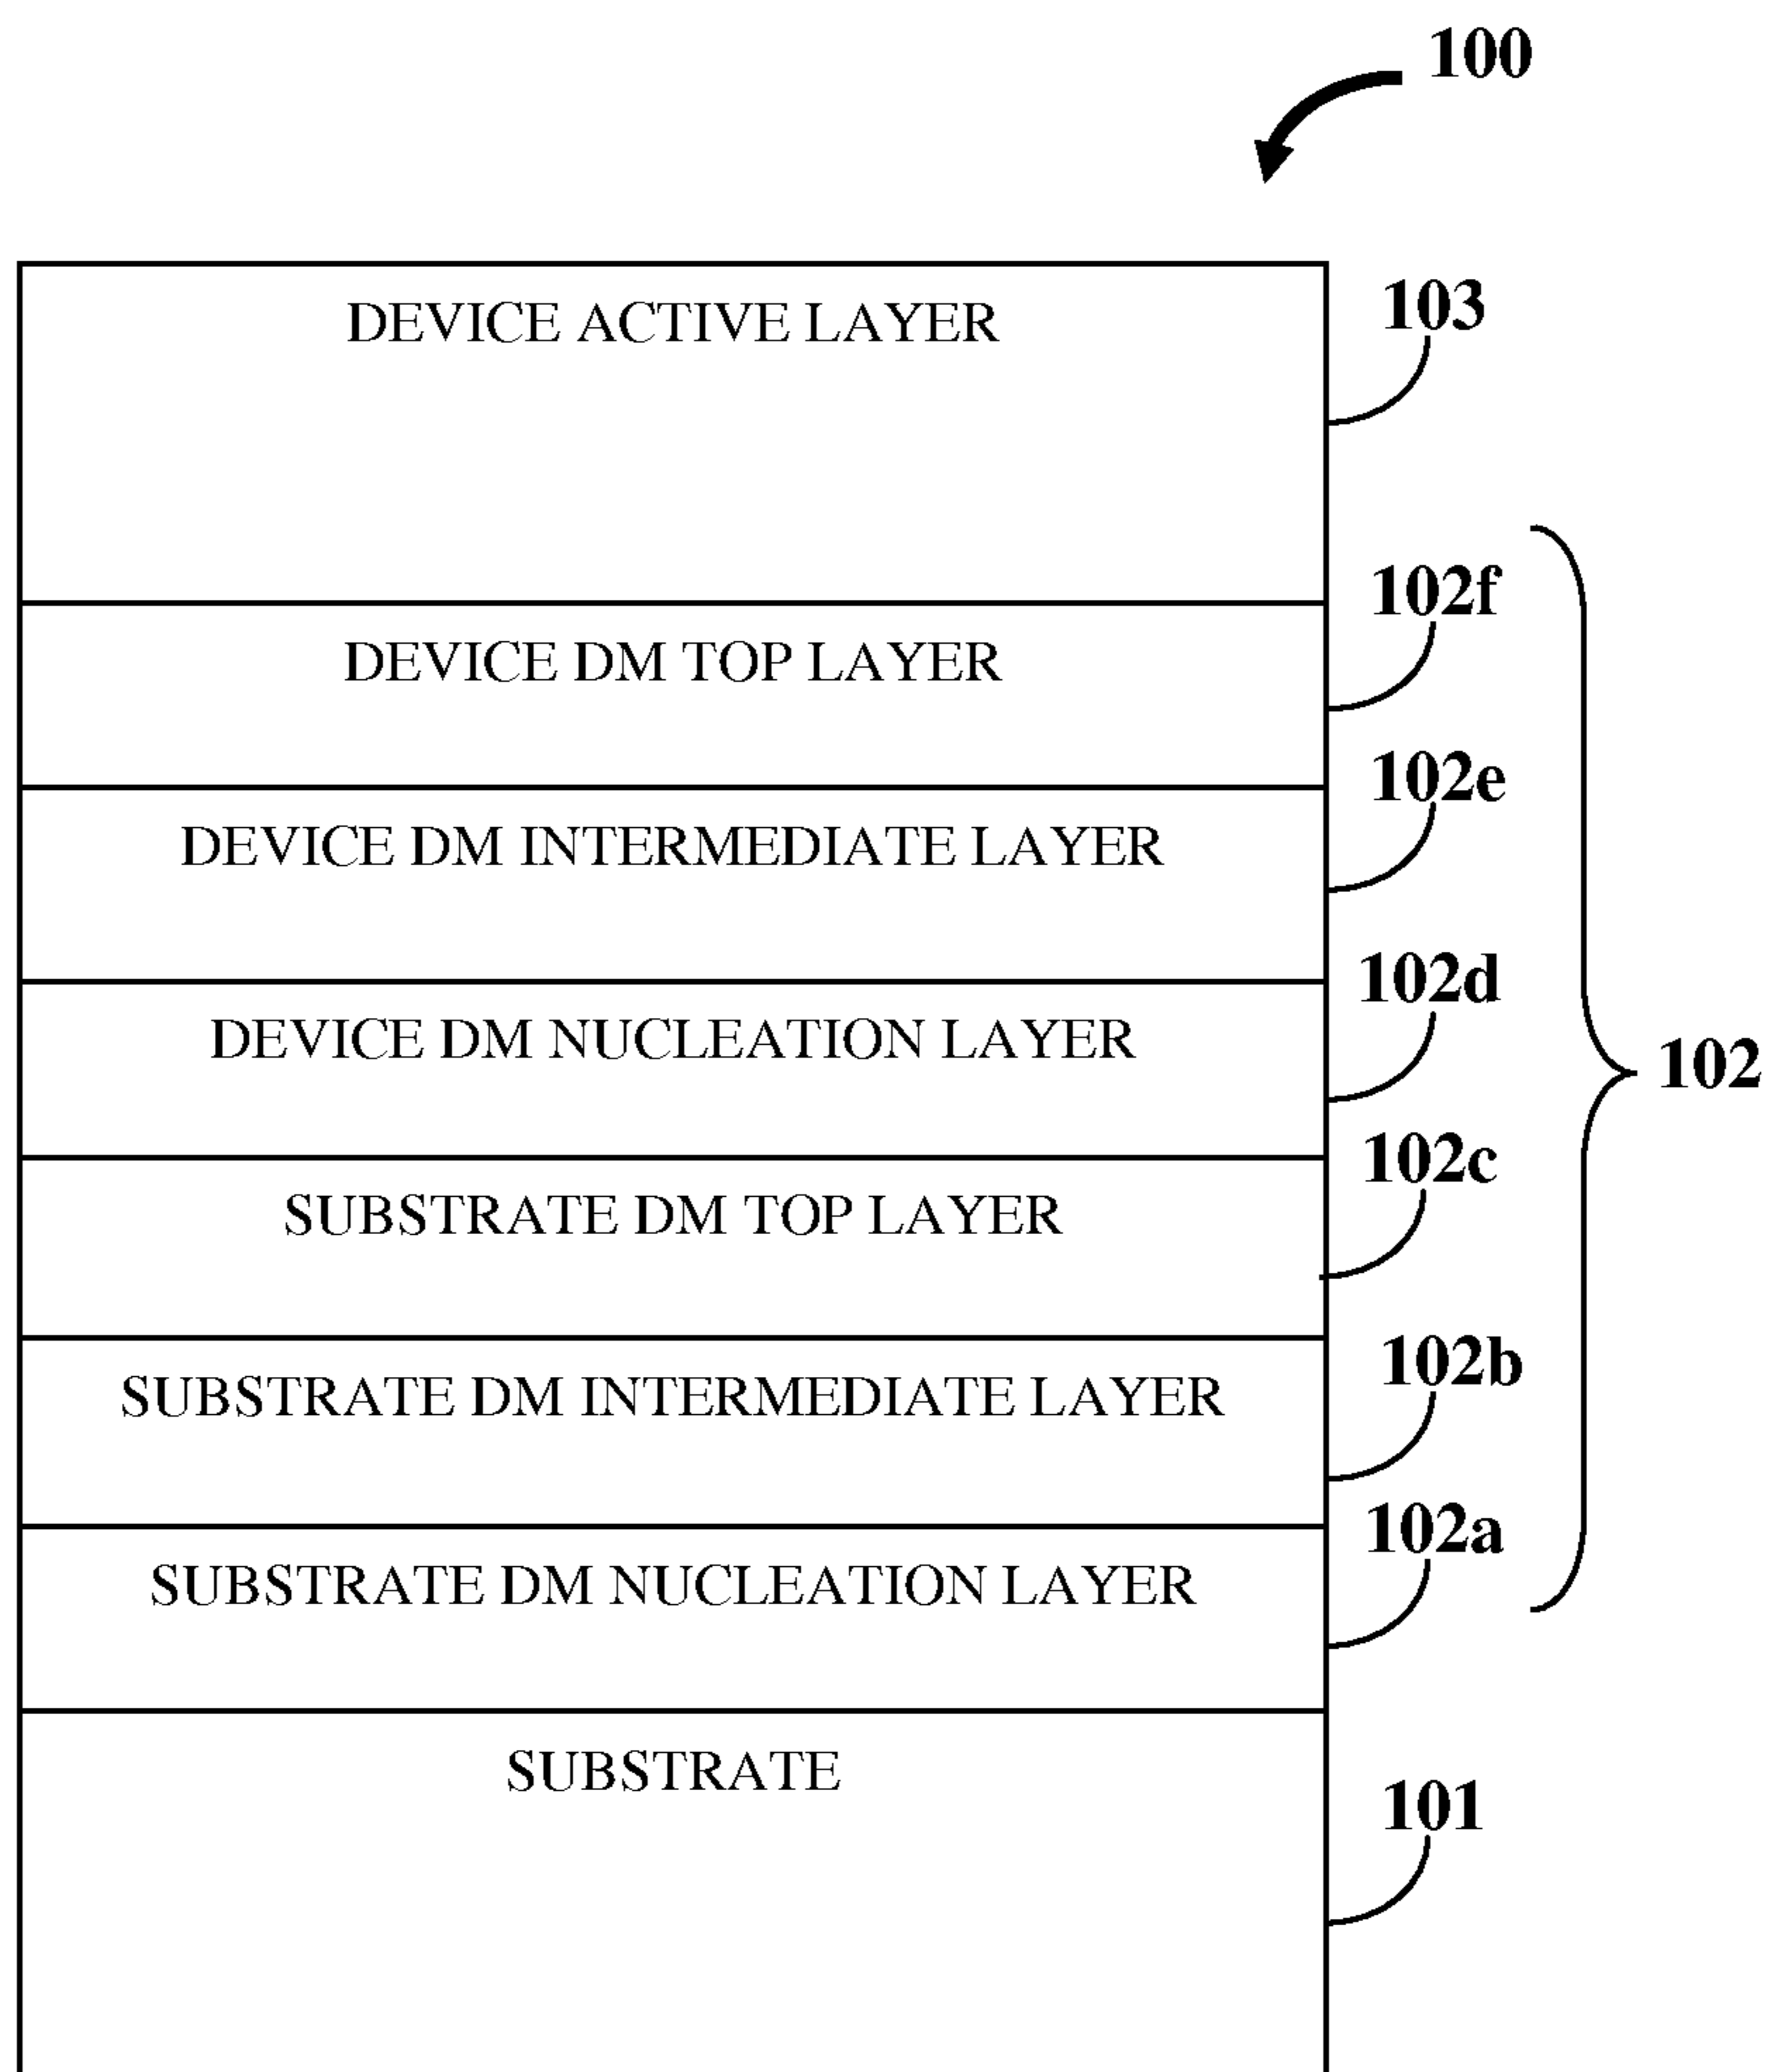 100
DEVICE ACTIVE LAYER
103
DEVICE DM TOP LAYER
102f
DEVICE DM INTERMEDIATE LAYER
102e
DEVICE DM NUCLEATION LAYER
102d
102
SUBSTRATE DM TOP LAYER
102c
SUBSTRATE DM INTERMEDIATE LAYER
102b
SUBSTRATE DM NUCLEATION LAYER
102a
SUBSTRATE
101